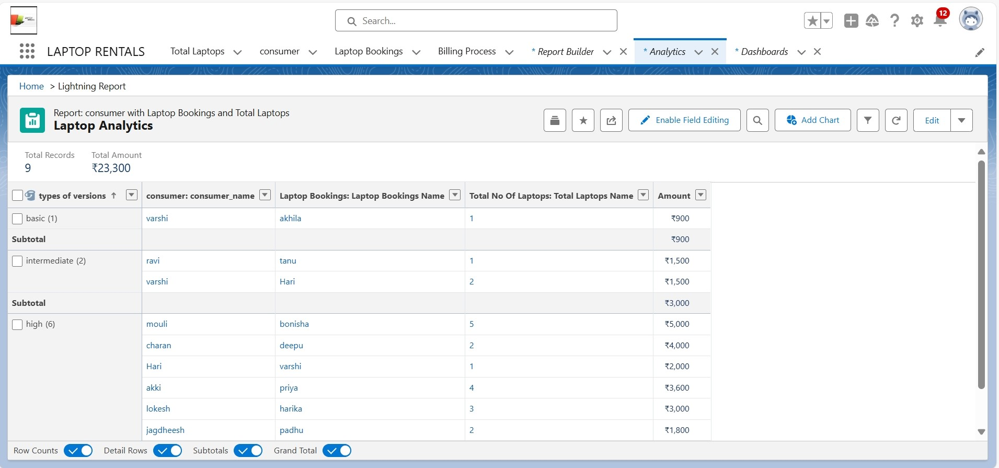 Search...
12
LAPTOP RENTALS Total Laptops consumer Laptop Bookings Billing Process * Report Builder * Analytics * Dashboards
Home > Lightning Report
Report: consumer with Laptop Bookings and Total Laptops
Laptop Analytics
Enable Field Editing Add Chart Edit
Total Records Total Amount
9 ₹23,300
types of versions ↑ consumer: consumer_name Laptop Bookings: Laptop Bookings Name Total No Of Laptops: Total Laptops Name Amount
basic (1) varshi akhila 1 ₹900
Subtotal ₹900
intermediate (2) ravi tanu 1 ₹1,500
varshi Hari 2 ₹1,500
Subtotal ₹3,000
high (6) mouli bonisha 5 ₹5,000
charan deepu 2 ₹4,000
Hari varshi 1 ₹2,000
akki priya 4 ₹3,600
lokesh harika 3 ₹3,000
jagdheesh padhu 2 ₹1,800
Row Counts Detail Rows Subtotals Grand Total